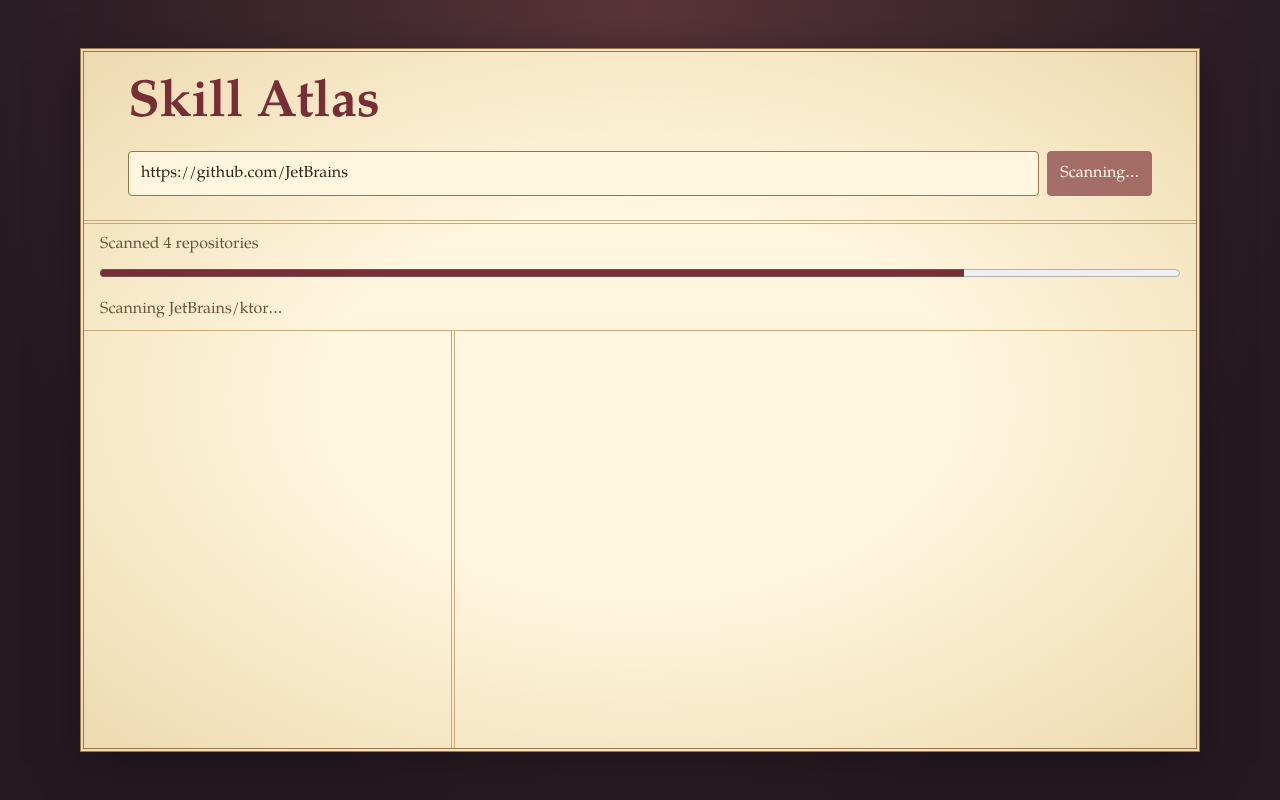 Skill Atlas
https://github.com/JetBrains
Scanning...
Scanned 4 repositories
Scanning JetBrains/ktor...